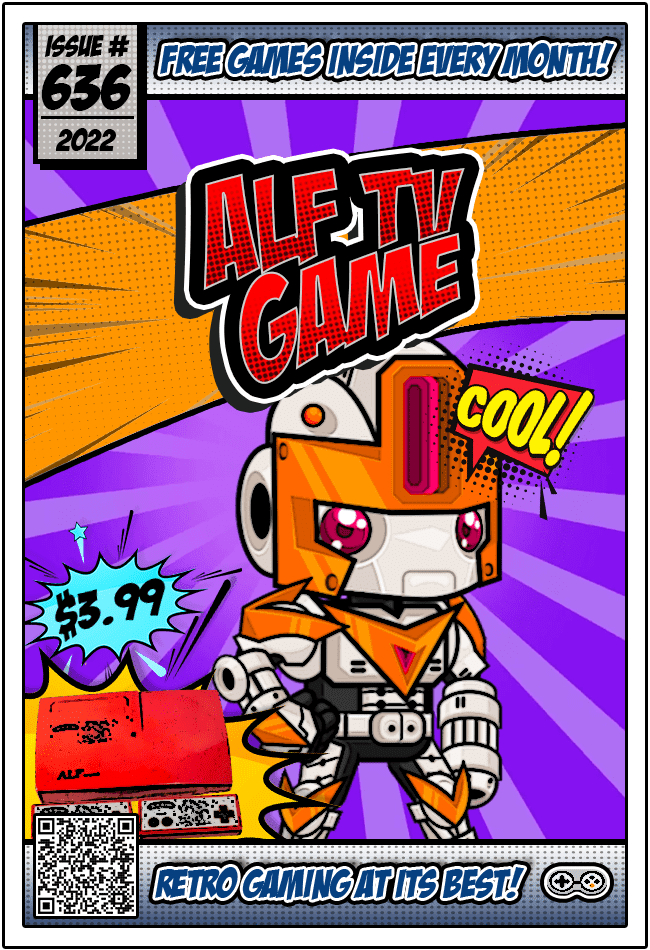 ISSUE #
636
2022
FREE GAMES INSIDE EVERY MONTH!
ALF TV
GAME
COOL!
$3.99
ALF
RETRO GAMING AT ITS BEST!